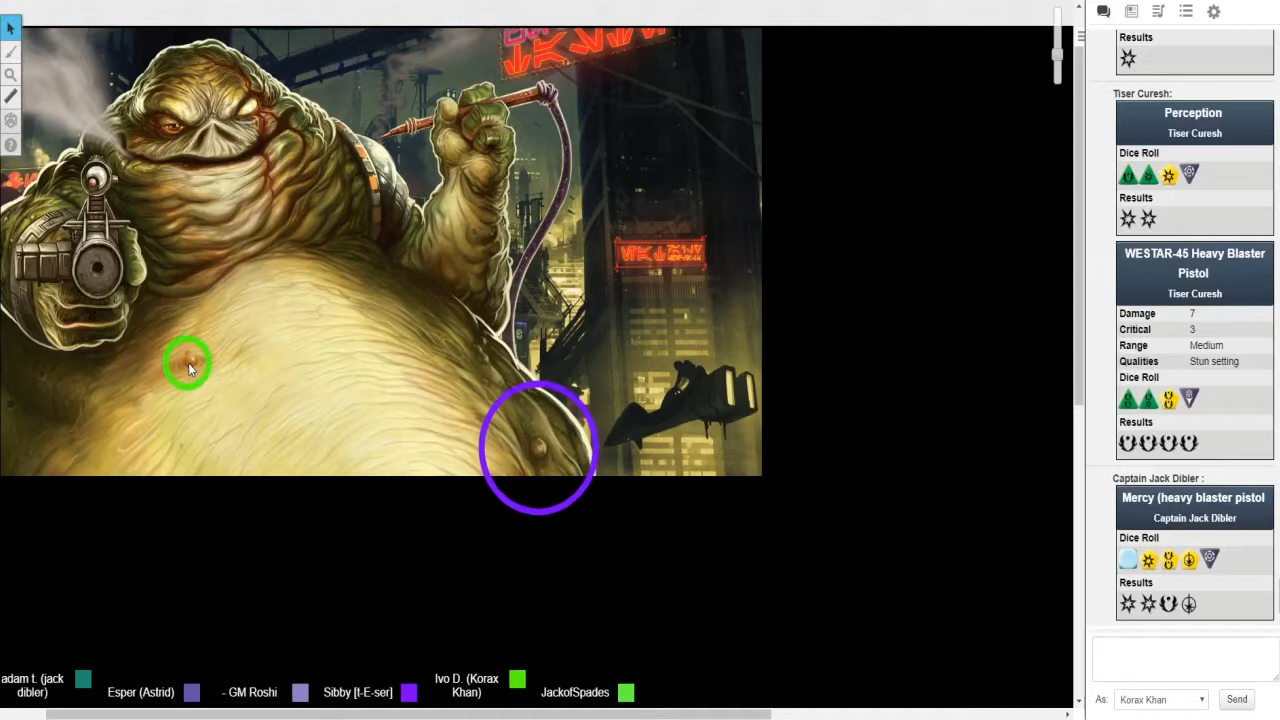 Results
Tiser Curesh:
Perception
Tiser Curesh
Dice Roll
Results
WESTAR-45 Heavy Blaster
Pistol
Tiser Curesh
Damage 7
Critical 3
Range Medium
Qualities Stun setting
Dice Roll
Results
Captain Jack Dibler :
Mercy (heavy blaster pistol
Captain Jack Dibler
Dice Roll
Results
As: Korax Khan Send
adam t. (jack
dibler)
Esper (Astrid)
- GM Roshi
Sibby [t-E-ser]
Ivo D. (Korax
Khan)
JackofSpades